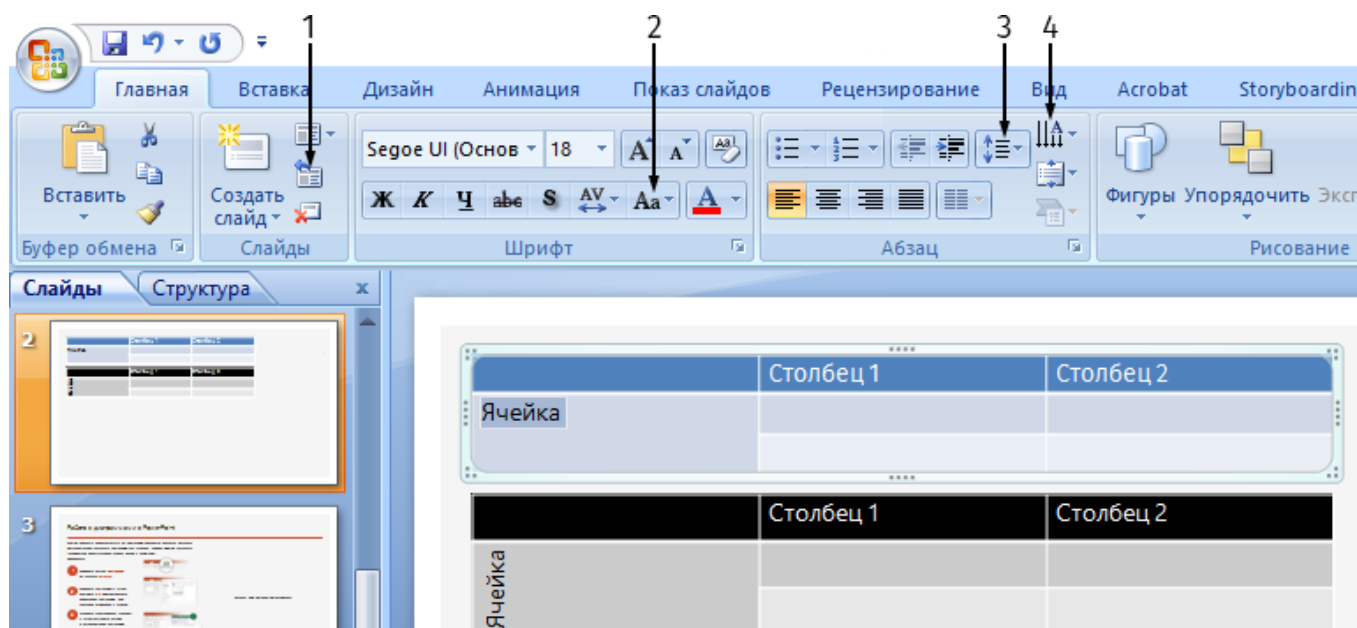 1 2 3 4
Главная Вставка Дизайн Анимация Показ слайдов Рецензирование Вид Acrobat Storyboardin
Segoe UI (Основ 18 А А Aa
Вставить Создать слайд Ж К Ч abc S AV Aa А Фигуры Упорядочить Экс
Буфер обмена Слайды Шрифт Абзац Рисование
Слайды Структура x
2
Столбец 1 Столбец 2
Ячейка
3
Столбец 1 Столбец 2
Ячейка